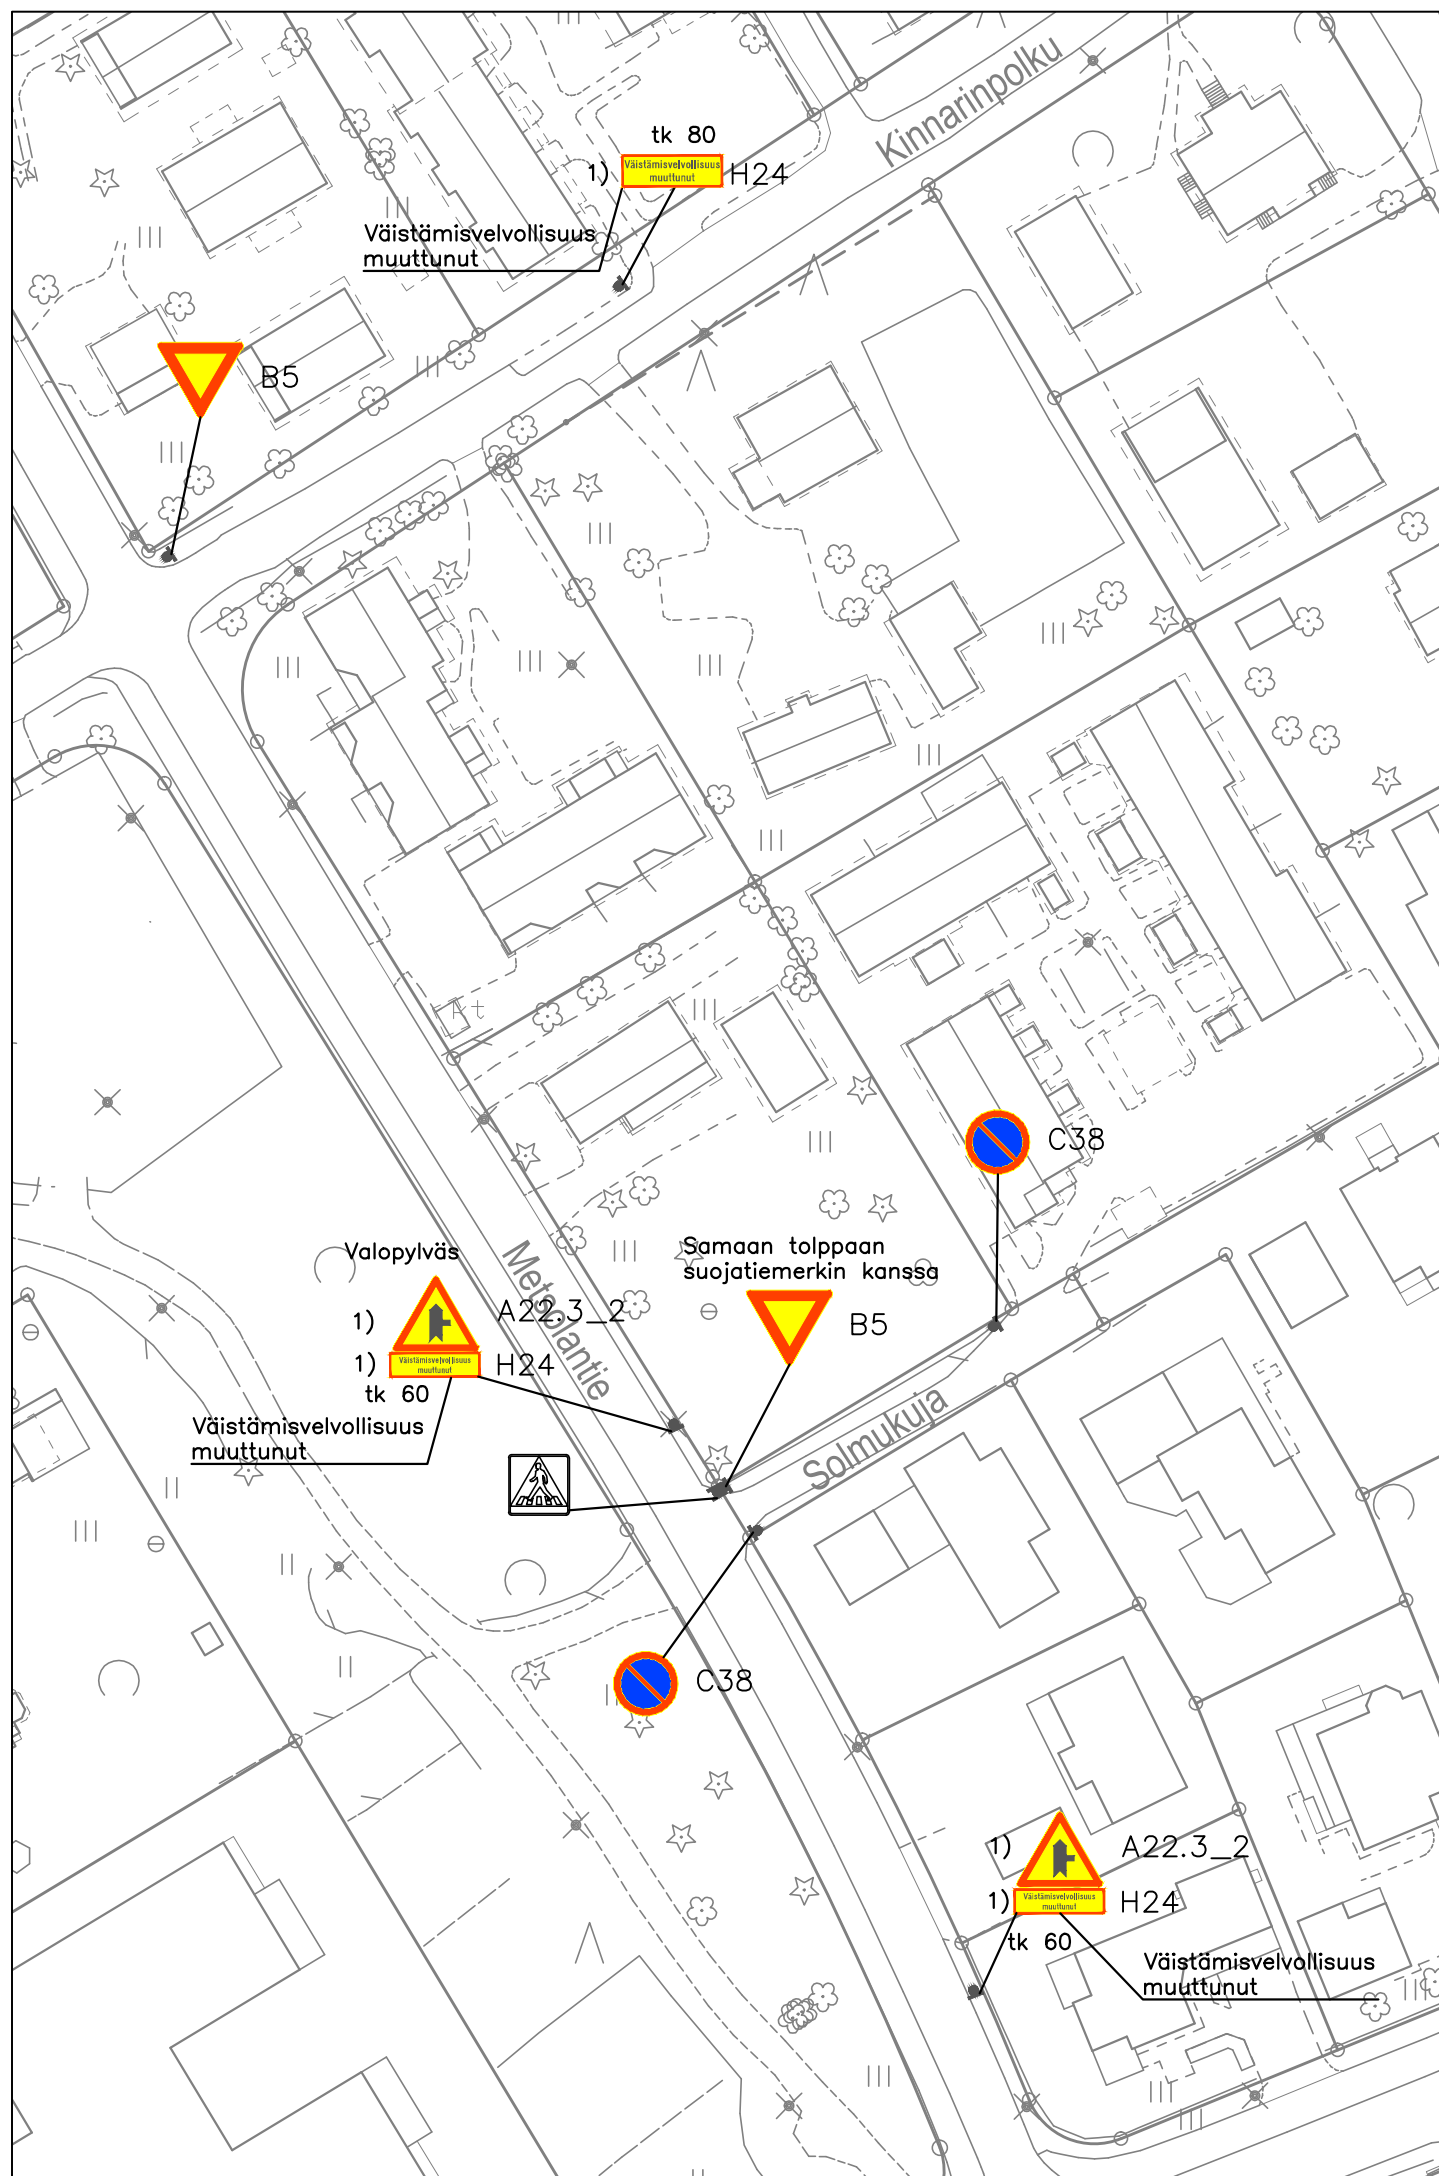 Kinnarinpolku
tk 80
1)
Väistämisvelvollisuus
muuttunut
H24
Väistämisvelvollisuus
muuttunut
B5
At
C38
Metsolantie
Valopylväs
1)
A22.3_2
1)
Väistämisvelvollisuus
muuttunut
H24
tk 60
Väistämisvelvollisuus
muuttunut
Samaan tolppaan
suojatiemerkin kanssa
B5
Solmukuja
C38
1)
A22.3_2
1)
Väistämisvelvollisuus
muuttunut
H24
tk 60
Väistämisvelvollisuus
muuttunut